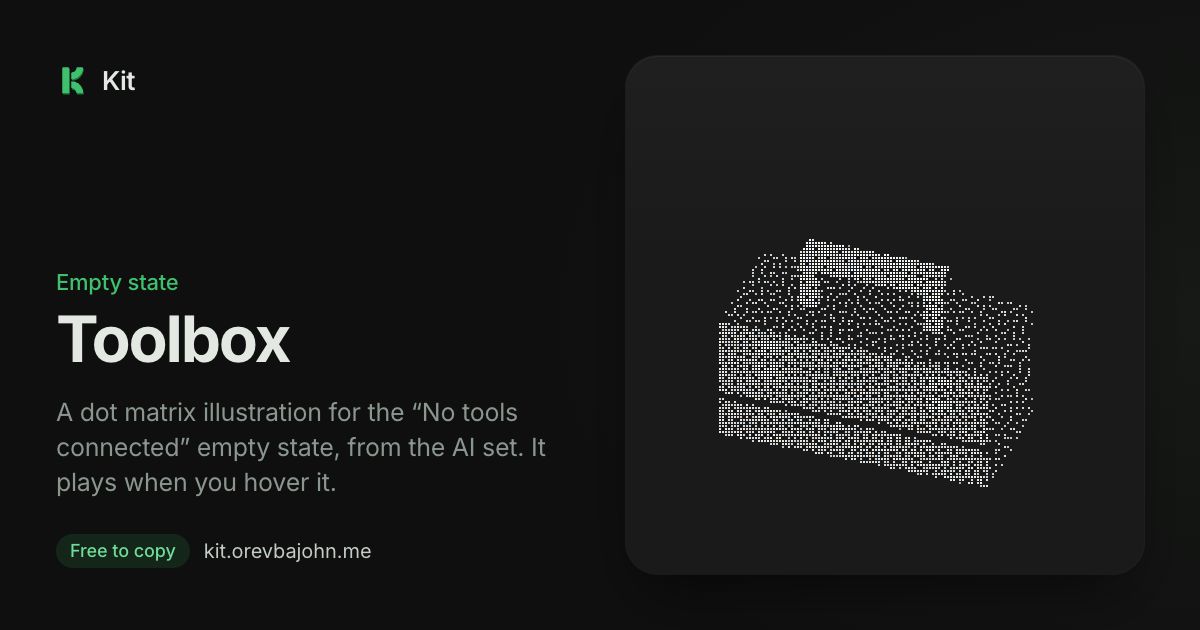 Kit
Empty state
Toolbox
A dot matrix illustration for the “No tools
connected” empty state, from the AI set. It
plays when you hover it.
Free to copy
kit.orevbajohn.me